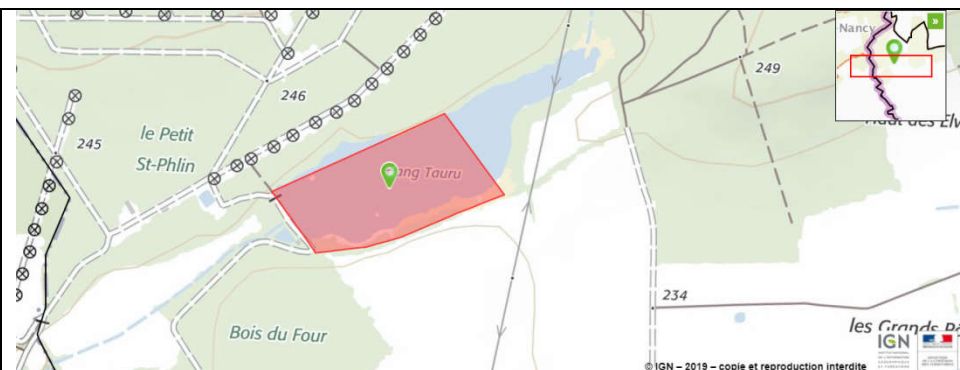 Nancy
»
249
246
245
le Petit
St-Phlin
ang Tauru
234
Bois du Four
les Grands
© IGN – 2019 – copie et reproduction interdite
IGN